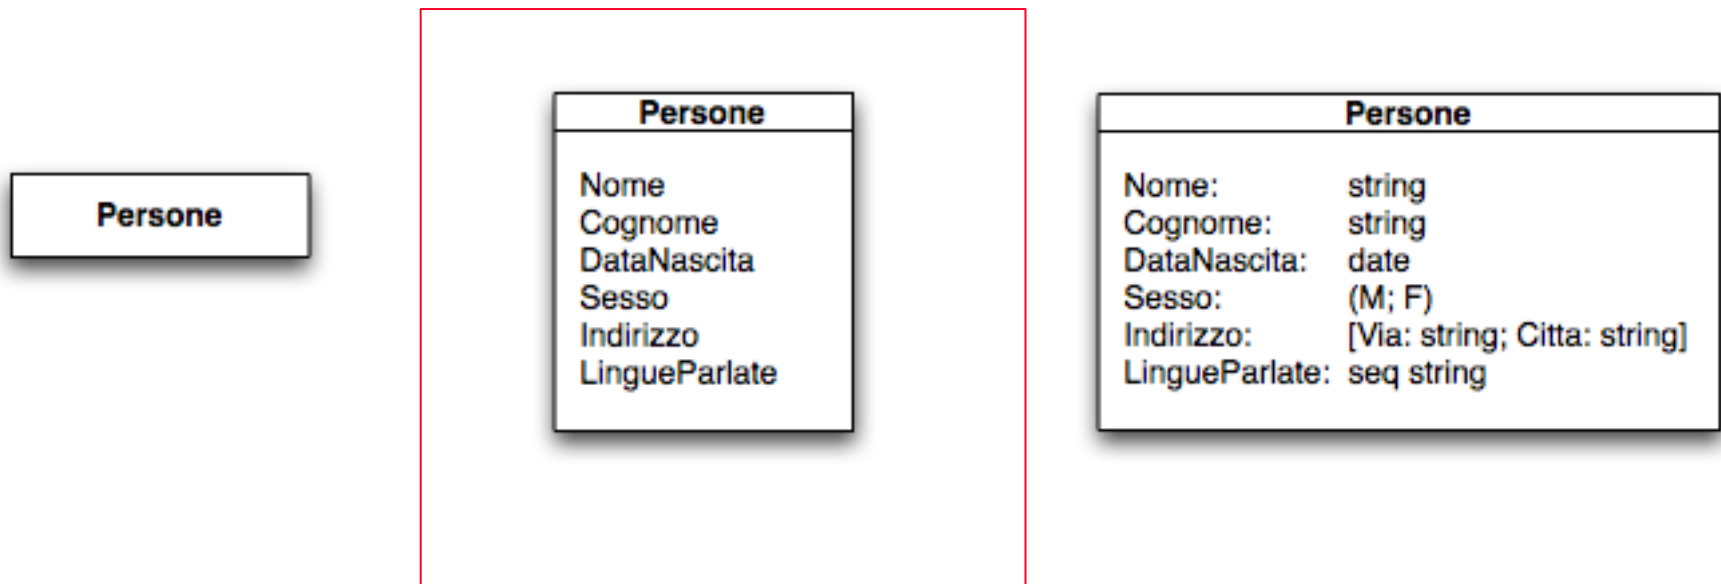 Persone
Persone
Nome
Cognome
DataNascita
Sesso
Indirizzo
LingueParlate
Persone
Nome: string
Cognome: string
DataNascita: date
Sesso: (M; F)
Indirizzo: [Via: string; Citta: string]
LingueParlate: seq string